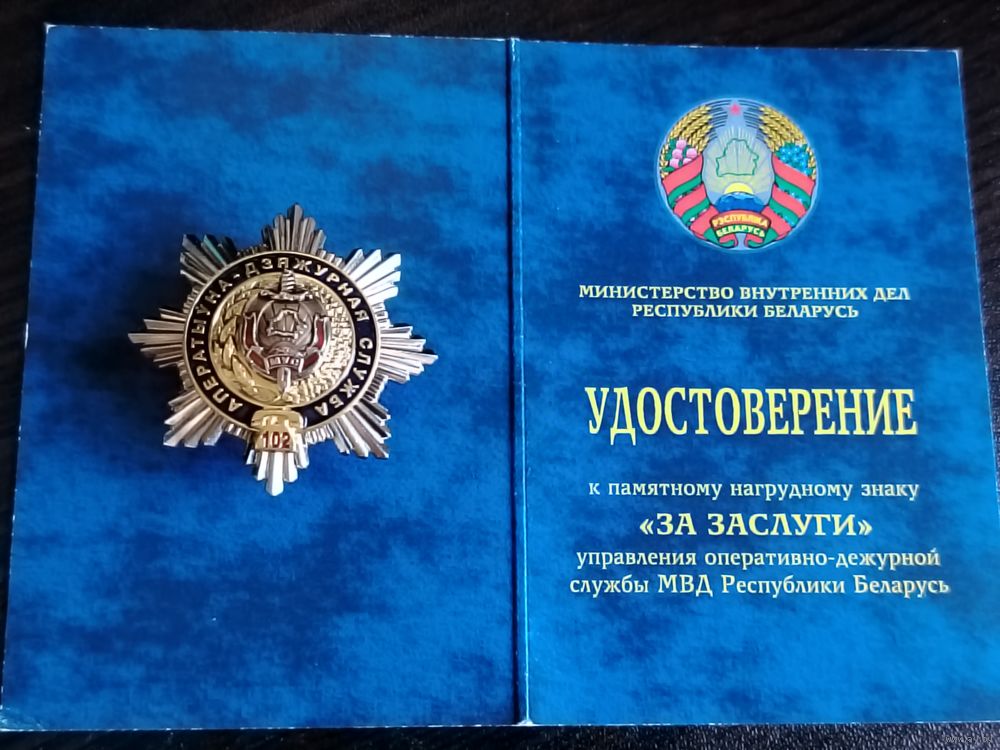 АПЕРАТЫЎНА-ДЗЯЖУРНАЯ СЛУЖБА
МУС
102
РЭСПУБЛІКА
БЕЛАРУСЬ
МИНИСТЕРСТВО ВНУТРЕННИХ ДЕЛ
РЕСПУБЛИКИ БЕЛАРУСЬ
УДОСТОВЕРЕНИЕ
к памятному нагрудному знаку
«ЗА ЗАСЛУГИ»
управления оперативно-дежурной
службы МВД Республики Беларусь